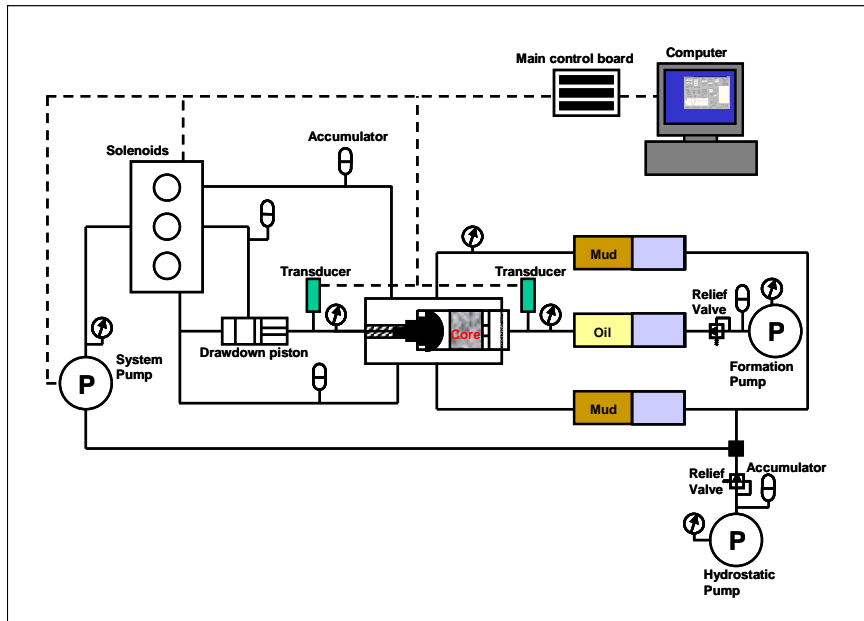 Main control board
Computer
Solenoids
Accumulator
Mud
Transducer
Transducer
Relief
Valve
Core
Oil
P
Formation
Pump
Drawdown piston
System
Pump
P
Mud
Relief
Valve
Accumulator
P
Hydrostatic
Pump